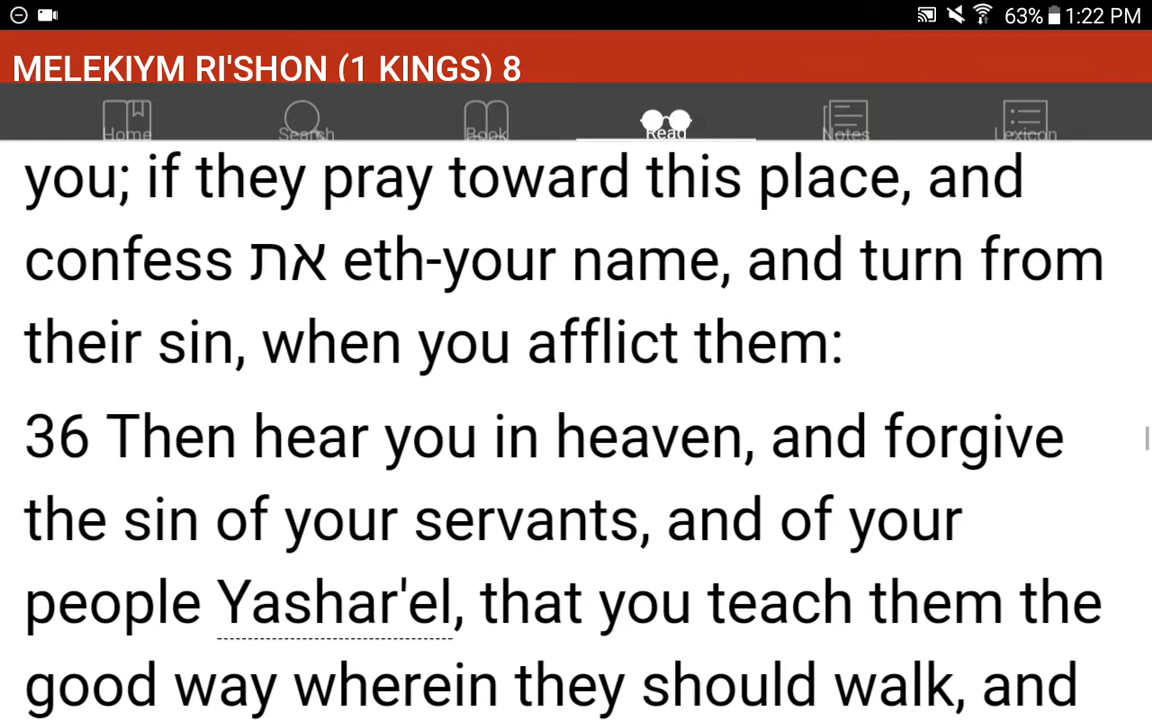 63% 1:22 PM
MELEKIYM RI'SHON (1 KINGS) 8
Home Search Book Read Notes Lexicon
you; if they pray toward this place, and
confess את eth-your name, and turn from
their sin, when you afflict them:
36 Then hear you in heaven, and forgive
the sin of your servants, and of your
people Yashar'el, that you teach them the
good way wherein they should walk, and